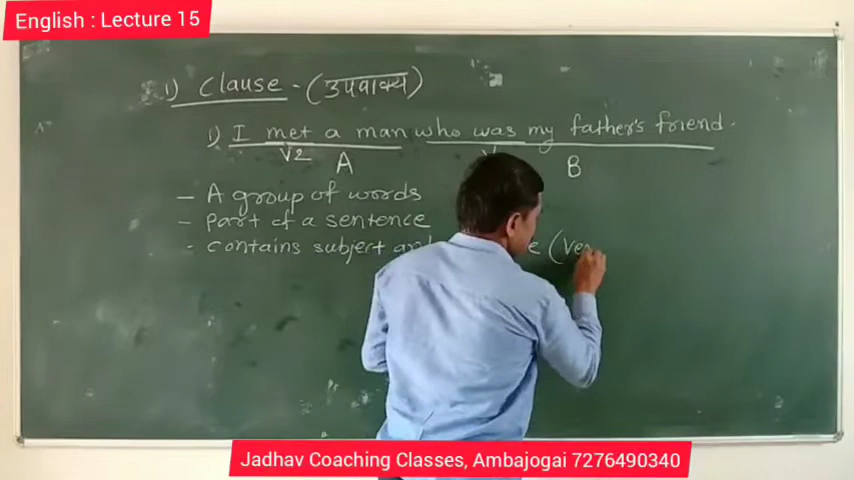 English : Lecture 15
1) Clause - (उपवाक्य)
1) I met a man who was my father's friend.
V2 A B
- A group of words
- part of a sentence
- contains subject and
Jadhav Coaching Classes, Ambajogai 7276490340